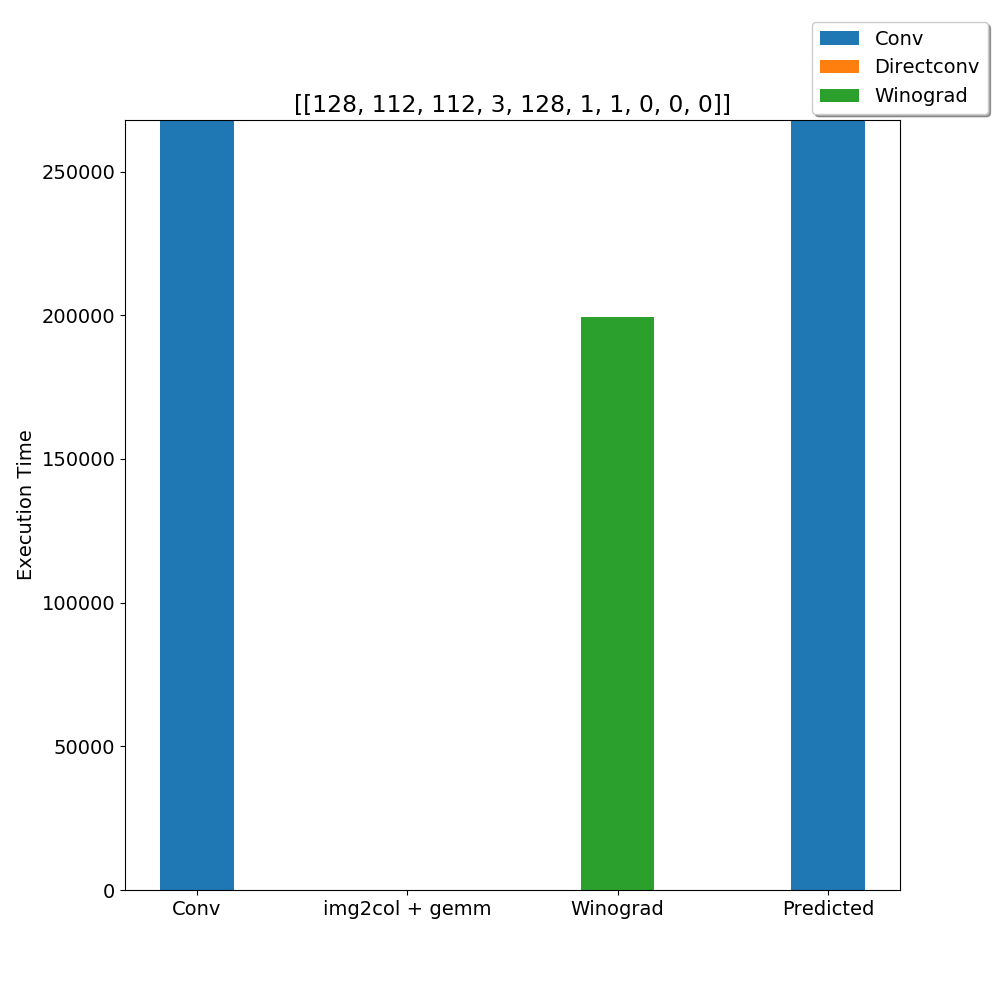 Conv
Directconv
Winograd
[[128, 112, 112, 3, 128, 1, 1, 0, 0, 0]]
250000
200000
150000
100000
50000
0
Execution Time
Conv
img2col + gemm
Winograd
Predicted